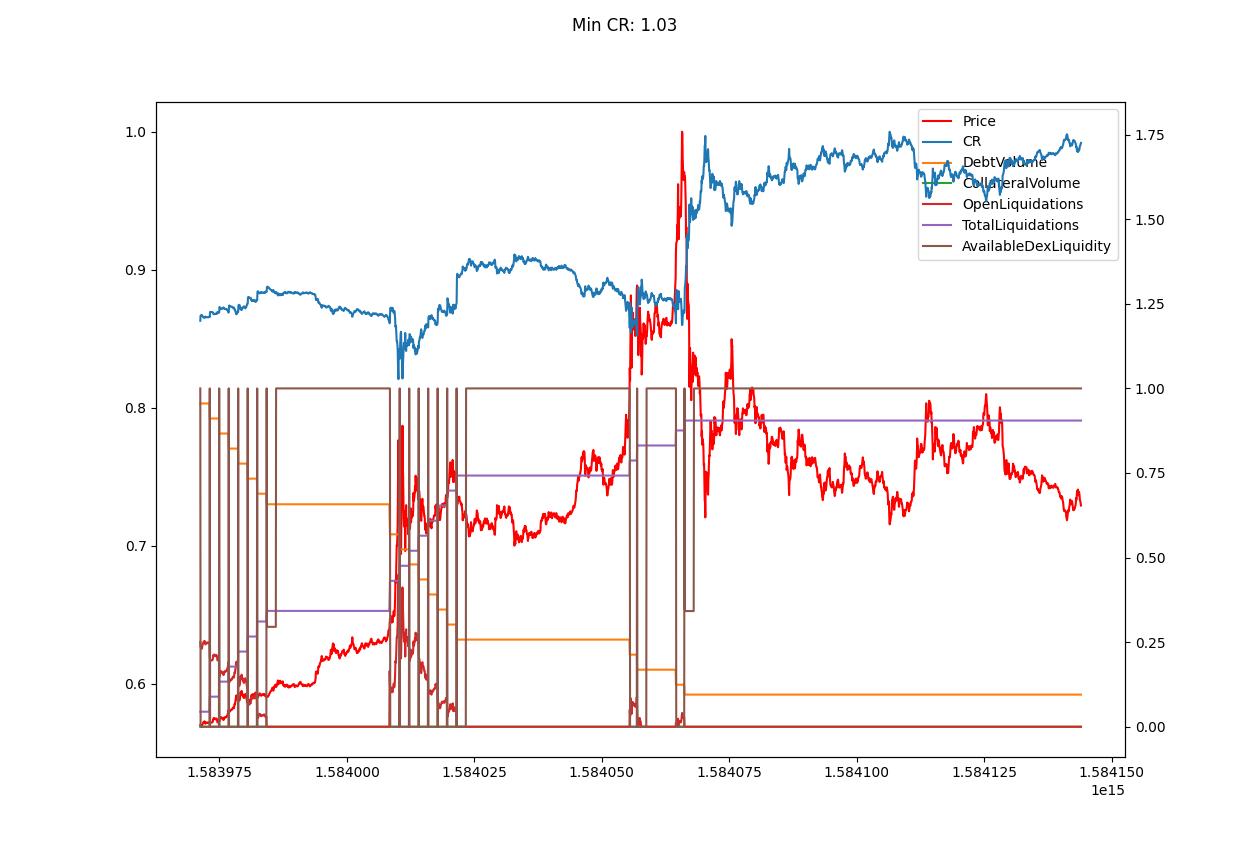 Min CR: 1.03
1.0
0.9
0.8
0.7
0.6
1.75
1.50
1.25
1.00
0.75
0.50
0.25
0.00
Price
CR
DebtVolume
CollateralVolume
OpenLiquidations
TotalLiquidations
AvailableDexLiquidity
1.583975 1.584000 1.584025 1.584050 1.584075 1.584100 1.584125 1.584150
1e15